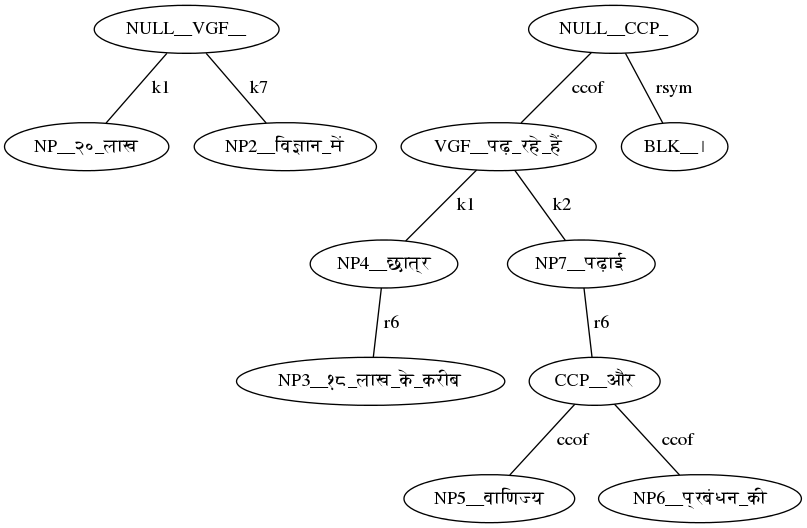 NULL__VGF__ NULL__CCP_
k1 k7 ccof rsym
NP__२०_लाख NP2__विज्ञान_में VGF__पढ़_रहे_हैं BLK__।
k1 k2
NP4__छात्र NP7__पढ़ाई
r6 r6
NP3__१८_लाख_के_करीब CCP__और
ccof ccof
NP5__वाणिज्य NP6__प्रबंधन_की